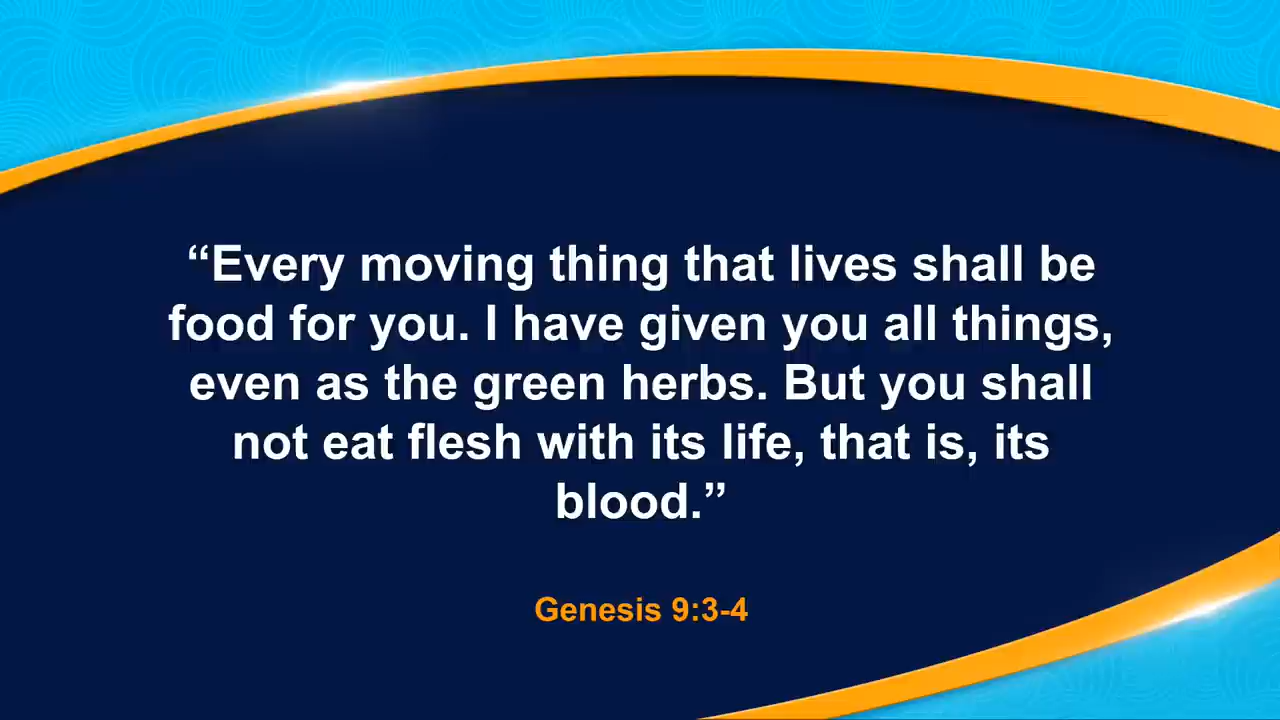 “Every moving thing that lives shall be
food for you. I have given you all things,
even as the green herbs. But you shall
not eat flesh with its life, that is, its
blood.”
Genesis 9:3-4